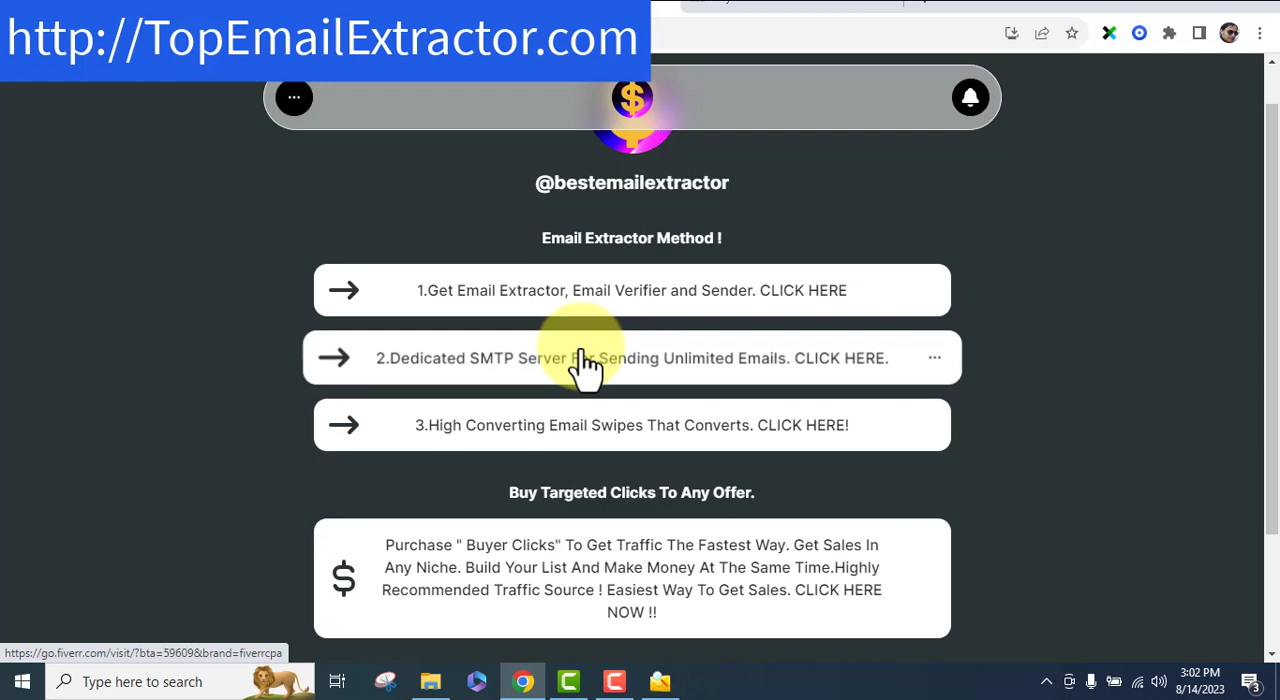 http://TopEmailExtractor.com
@bestemailextractor
Email Extractor Method !
1.Get Email Extractor, Email Verifier and Sender. CLICK HERE
2.Dedicated SMTP Server For Sending Unlimited Emails. CLICK HERE.
3.High Converting Email Swipes That Converts. CLICK HERE!
Buy Targeted Clicks To Any Offer.
Purchase " Buyer Clicks" To Get Traffic The Fastest Way. Get Sales In
Any Niche. Build Your List And Make Money At The Same Time.Highly
Recommended Traffic Source ! Easiest Way To Get Sales. CLICK HERE
NOW !!
https://go.fiverr.com/visit/?bta=59609&brand=fiverrcpa
Type here to search
3:02 PM
8/14/2023
3